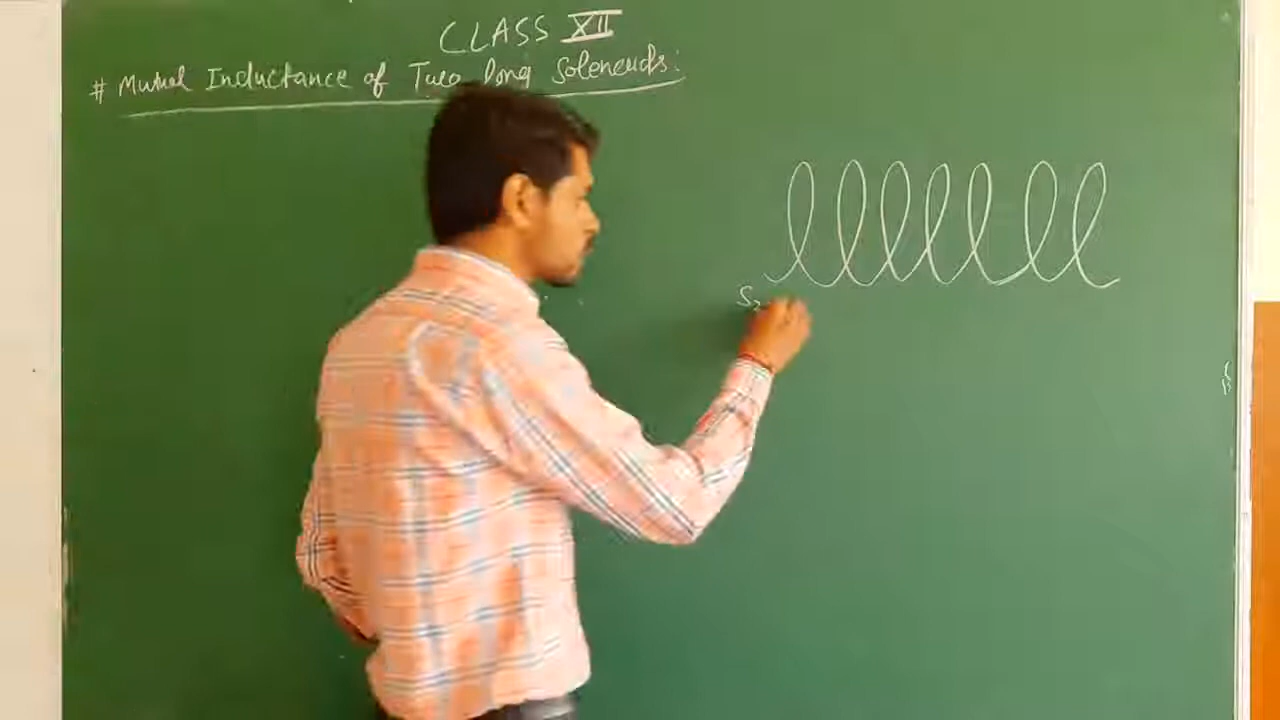 CLASS XII
# Mutual Inductance of Two long Solenoids:
S₂